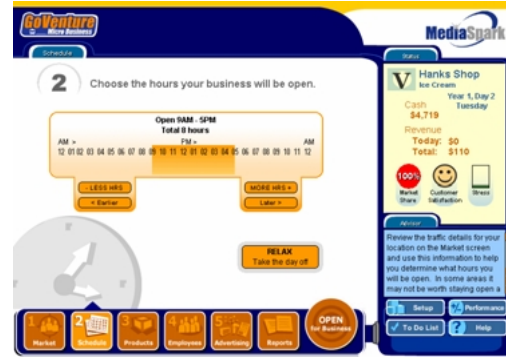 GoVenture
Micro Business
MediaSpark
Schedule
2 Choose the hours your business will be open.
Open 9AM - 5PM
Total 8 hours
AM > PM > AM
12 01 02 03 04 05 06 07 08 09 10 11 12 01 02 03 04 05 06 07 08 09 10 11 12
- LESS HRS
MORE HRS +
< Earlier
Later >
RELAX
Take the day off
Status
V Hanks Shop
Ice Cream
Year 1, Day 2
Tuesday
Cash
$4,719
Revenue
Today: $0
Total: $110
100%
Market
Share
Customer
Satisfaction
Stress
Advisor
Review the traffic details for your
location on the Market screen
and use this information to help
you determine what hours you
will be open. In some areas it
may not be worth staying open a
Setup
Performance
To Do List
? Help
1 Market
2 Schedule
3 Products
4 Employees
5 Advertising
Reports
OPEN
for Business